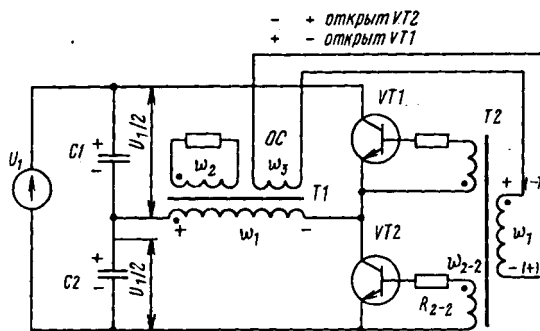 - + открыт VT2
+ - открыт VT1
VT1
T2
OC
C1
+
-
U₁/2
w₂
w₃
T1
U₁
+ (-)
w₁
+
-
w₁
- (+)
VT2
w₂₋₂
C2
+
-
U₁/2
R₂₋₂